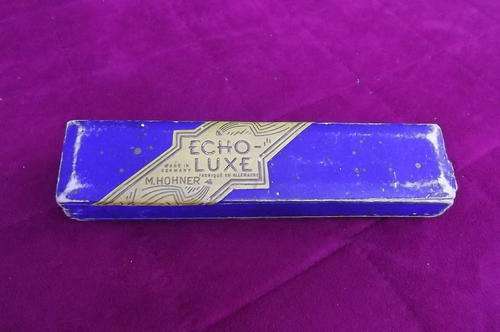 ECHO-
LUXE
MADE IN
GERMANY
FABRIQUÉ EN ALLEMAGNE
M. HOHNER